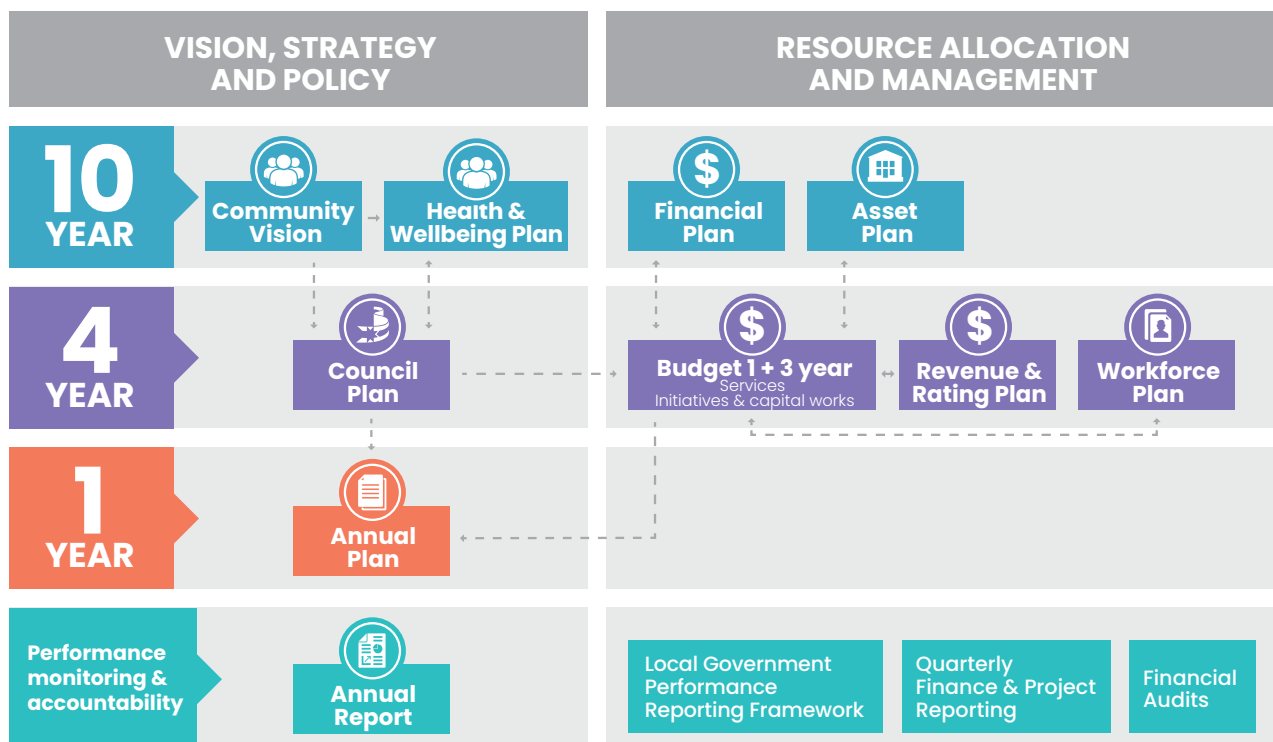 VISION, STRATEGY
AND POLICY
RESOURCE ALLOCATION
AND MANAGEMENT
10
YEAR
Community
Vision
Health &
Wellbeing Plan
$
Financial
Plan
Asset
Plan
4
YEAR
Council
Plan
$
Budget 1 + 3 year
Services
Initiatives & capital works
$
Revenue &
Rating Plan
Workforce
Plan
1
YEAR
Annual
Plan
Performance
monitoring &
accountability
Annual
Report
Local Government
Performance
Reporting Framework
Quarterly
Finance & Project
Reporting
Financial
Audits